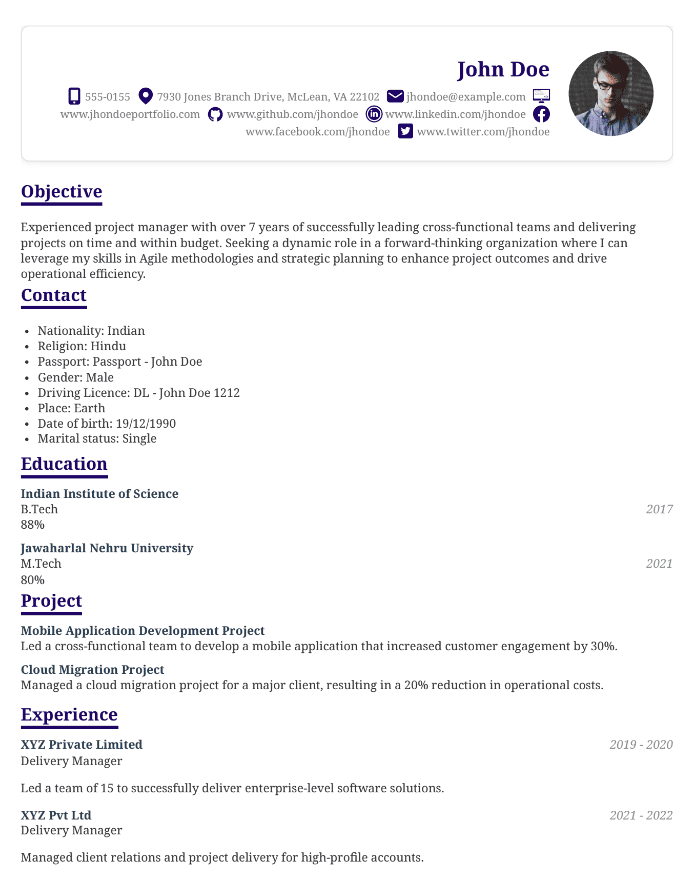 John Doe
555-0155 7930 Jones Branch Drive, McLean, VA 22102 jhondoe@example.com
www.jhondoeportfolio.com www.github.com/jhondoe www.linkedin.com/jhondoe
www.facebook.com/jhondoe www.twitter.com/jhondoe
Objective
Experienced project manager with over 7 years of successfully leading cross-functional teams and delivering
projects on time and within budget. Seeking a dynamic role in a forward-thinking organization where I can
leverage my skills in Agile methodologies and strategic planning to enhance project outcomes and drive
operational efficiency.
Contact
• Nationality: Indian
• Religion: Hindu
• Passport: Passport - John Doe
• Gender: Male
• Driving Licence: DL - John Doe 1212
• Place: Earth
• Date of birth: 19/12/1990
• Marital status: Single
Education
Indian Institute of Science
B.Tech 2017
88%
Jawaharlal Nehru University
M.Tech 2021
80%
Project
Mobile Application Development Project
Led a cross-functional team to develop a mobile application that increased customer engagement by 30%.
Cloud Migration Project
Managed a cloud migration project for a major client, resulting in a 20% reduction in operational costs.
Experience
XYZ Private Limited 2019 - 2020
Delivery Manager
Led a team of 15 to successfully deliver enterprise-level software solutions.
XYZ Pvt Ltd 2021 - 2022
Delivery Manager
Managed client relations and project delivery for high-profile accounts.